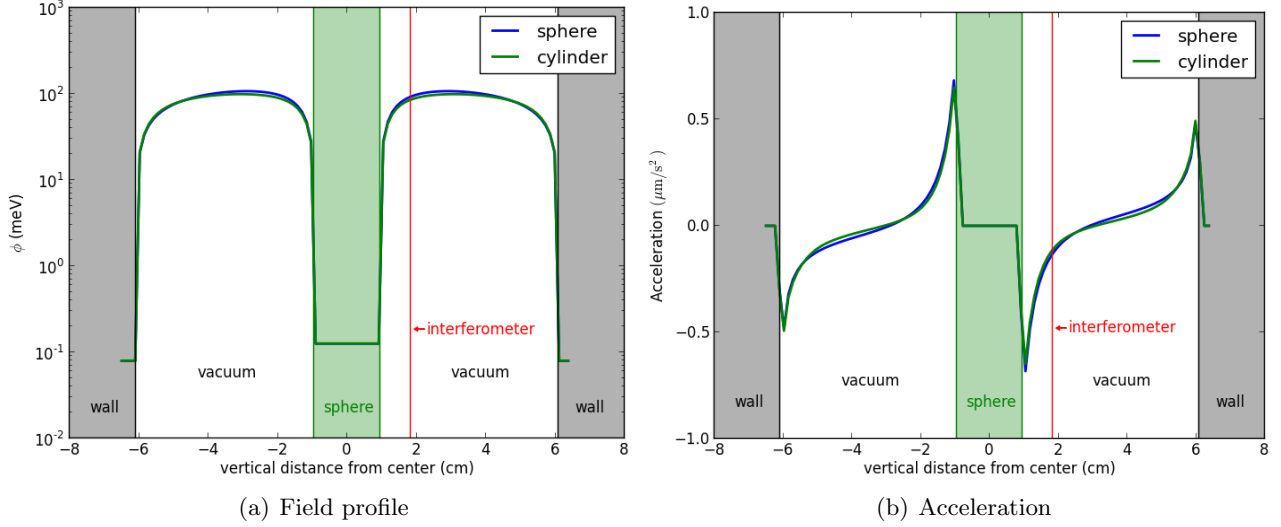 10³
10²
10¹
10⁰
10⁻¹
10⁻²
ϕ (meV)
sphere
cylinder
interferometer
vacuum
vacuum
wall
sphere
wall
−8 −6 −4 −2 0 2 4 6 8
vertical distance from center (cm)
(a) Field profile
1.0
0.5
0.0
−0.5
−1.0
Acceleration (μm/s²)
sphere
cylinder
interferometer
vacuum
vacuum
wall
sphere
wall
−8 −6 −4 −2 0 2 4 6 8
vertical distance from center (cm)
(b) Acceleration